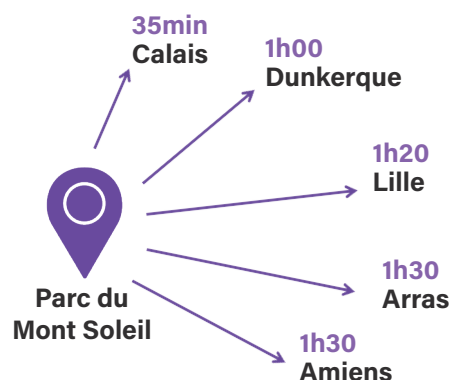 35min
Calais
1h00
Dunkerque
1h20
Lille
1h30
Arras
Parc du
Mont Soleil
1h30
Amiens